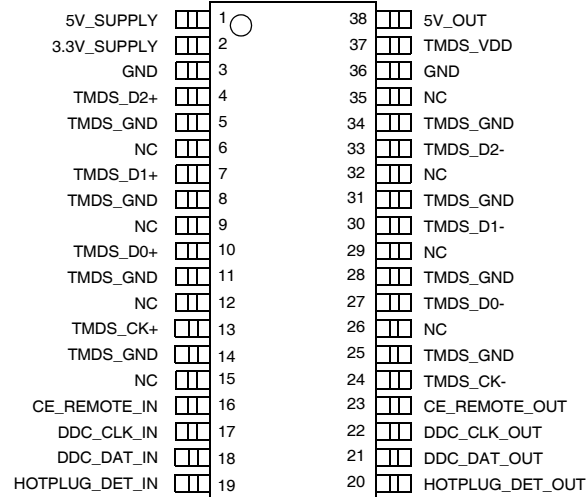 5V_SUPPLY 1 38 5V_OUT
3.3V_SUPPLY 2 37 TMDS_VDD
GND 3 36 GND
TMDS_D2+ 4 35 NC
TMDS_GND 5 34 TMDS_GND
NC 6 33 TMDS_D2-
TMDS_D1+ 7 32 NC
TMDS_GND 8 31 TMDS_GND
NC 9 30 TMDS_D1-
TMDS_D0+ 10 29 NC
TMDS_GND 11 28 TMDS_GND
NC 12 27 TMDS_D0-
TMDS_CK+ 13 26 NC
TMDS_GND 14 25 TMDS_GND
NC 15 24 TMDS_CK-
CE_REMOTE_IN 16 23 CE_REMOTE_OUT
DDC_CLK_IN 17 22 DDC_CLK_OUT
DDC_DAT_IN 18 21 DDC_DAT_OUT
HOTPLUG_DET_IN 19 20 HOTPLUG_DET_OUT